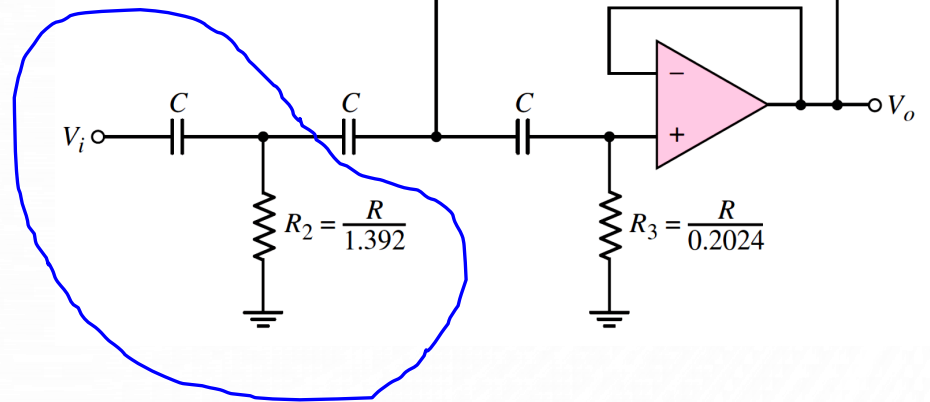 C
C
C
V_i
V_o
−
+
R_2 = R/1.392
R_3 = R/0.2024